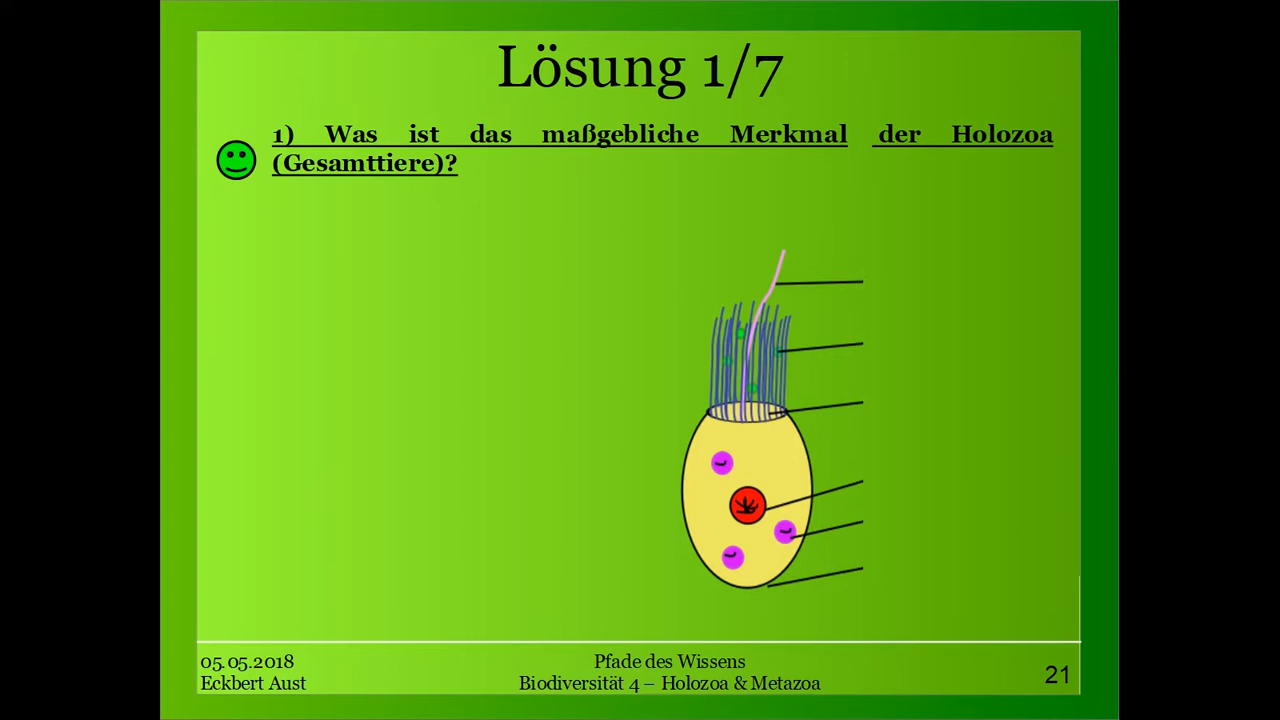 Lösung 1/7
1) Was ist das maßgebliche Merkmal der Holozoa
(Gesamttiere)?
05.05.2018
Eckbert Aust
Pfade des Wissens
Biodiversität 4 – Holozoa & Metazoa
21